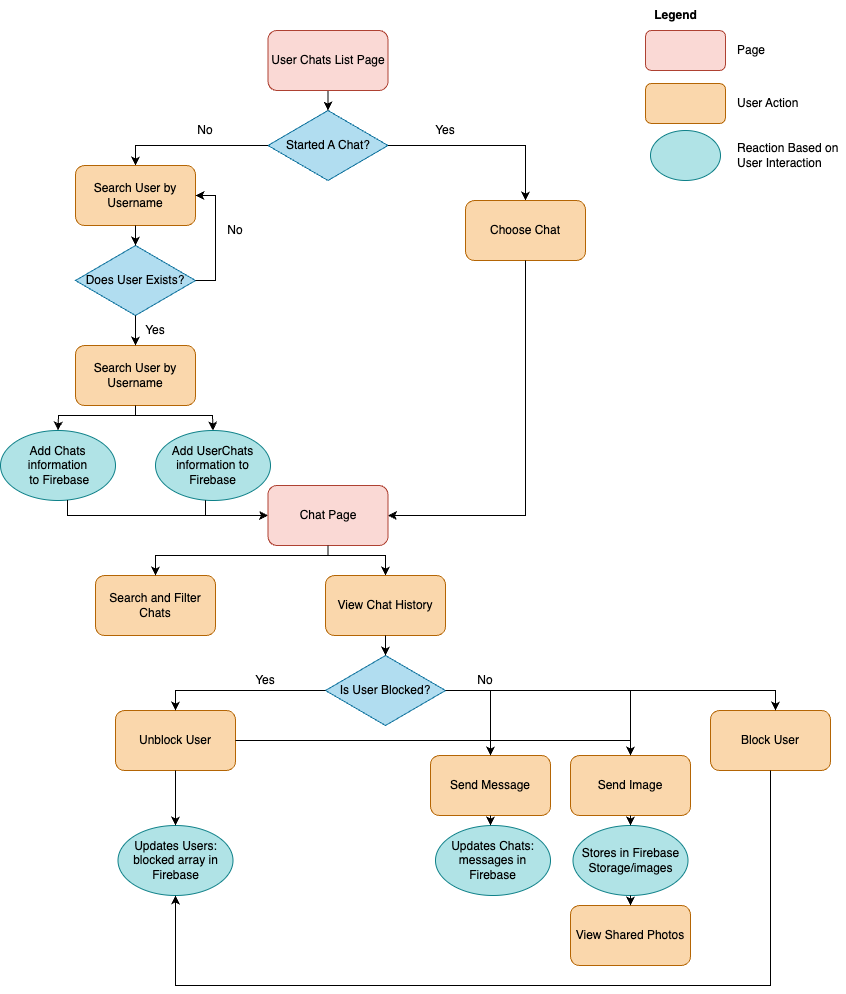 Legend
User Chats List Page
Page
User Action
Started A Chat?
No
Yes
Reaction Based on
User Interaction
Search User by
Username
Choose Chat
No
Does User Exists?
Yes
Search User by
Username
Add Chats
information
to Firebase
Add UserChats
information to
Firebase
Chat Page
Search and Filter
Chats
View Chat History
Is User Blocked?
Yes
No
Unblock User
Block User
Send Message
Send Image
Updates Users:
blocked array in
Firebase
Updates Chats:
messages in
Firebase
Stores in Firebase
Storage/images
View Shared Photos